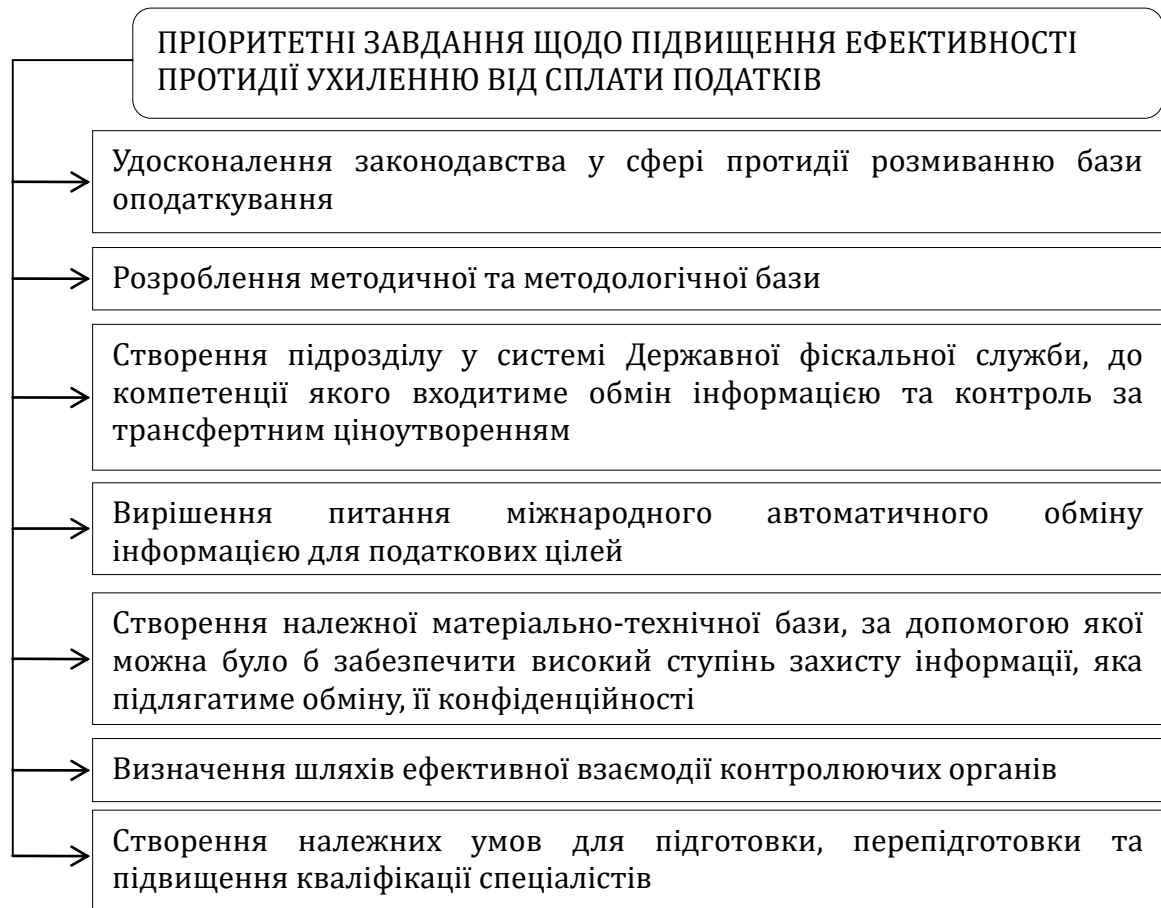 ПРІОРИТЕТНІ ЗАВДАННЯ ЩОДО ПІДВИЩЕННЯ ЕФЕКТИВНОСТІ
ПРОТИДІЇ УХИЛЕННЮ ВІД СПЛАТИ ПОДАТКІВ
Удосконалення законодавства у сфері протидії розмиванню бази
оподаткування
Розроблення методичної та методологічної бази
Створення підрозділу у системі Державної фіскальної служби, до
компетенції якого входитиме обмін інформацією та контроль за
трансфертним ціноутворенням
Вирішення питання міжнародного автоматичного обміну
інформацією для податкових цілей
Створення належної матеріально-технічної бази, за допомогою якої
можна було б забезпечити високий ступінь захисту інформації, яка
підлягатиме обміну, її конфіденційності
Визначення шляхів ефективної взаємодії контролюючих органів
Створення належних умов для підготовки, перепідготовки та
підвищення кваліфікації спеціалістів